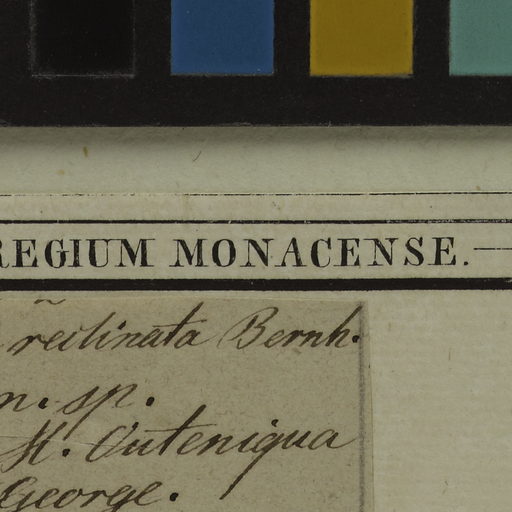 REGIUM MONACENSE.
reclinata Bernh.
n. sp.
H. Outeniqua
George.